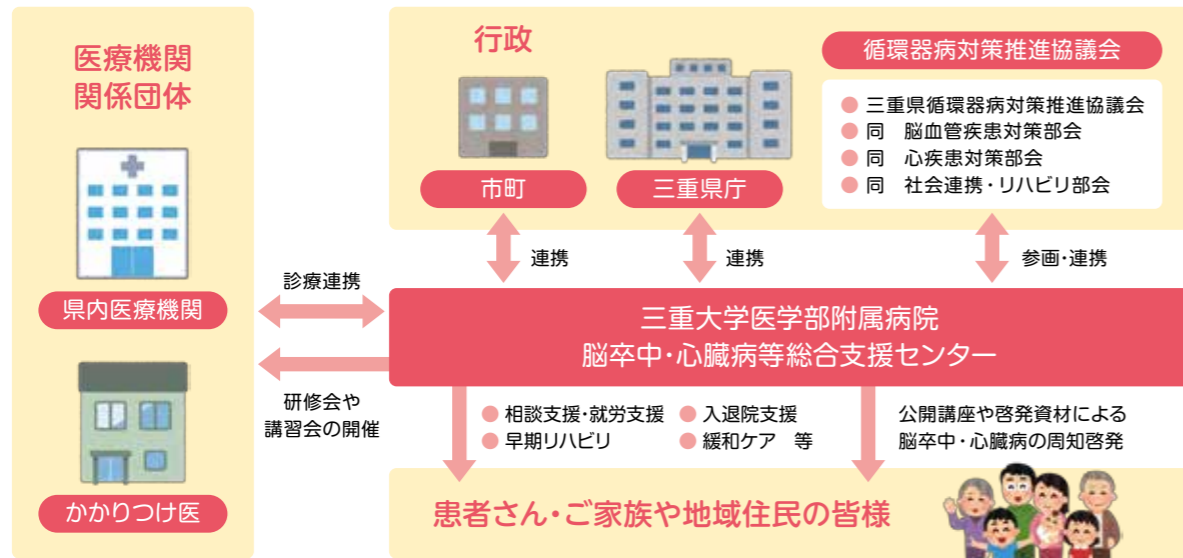 医療機関
関係団体
県内医療機関
かかりつけ医
行政
市町
三重県庁
循環器病対策推進協議会
● 三重県循環器病対策推進協議会
● 同　脳血管疾患対策部会
● 同　心疾患対策部会
● 同　社会連携・リハビリ部会
連携
連携
参画・連携
診療連携
研修会や
講習会の開催
三重大学医学部附属病院
脳卒中・心臓病等総合支援センター
● 相談支援・就労支援
● 入退院支援
● 早期リハビリ
● 緩和ケア　等
公開講座や啓発資材による
脳卒中・心臓病の周知啓発
患者さん・ご家族や地域住民の皆様